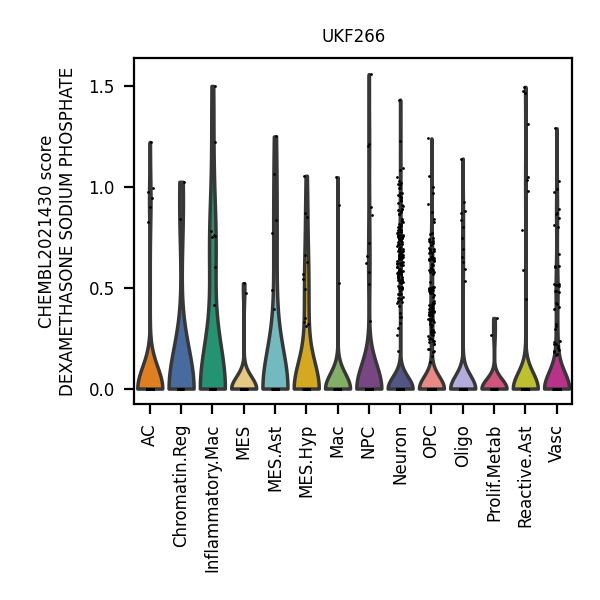 UKF266
CHEMBL2021430 score
DEXAMETHASONE SODIUM PHOSPHATE
1.5
1.0
0.5
0.0
AC
Chromatin.Reg
Inflammatory.Mac
MES
MES.Ast
MES.Hyp
Mac
NPC
Neuron
OPC
Oligo
Prolif.Metab
Reactive.Ast
Vasc